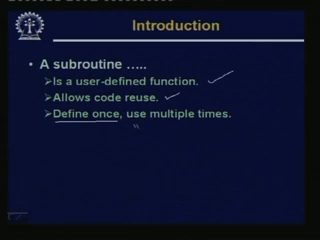 Introduction
• A subroutine …..
➢Is a user-defined function.
➢Allows code reuse.
➢Define once, use multiple times.